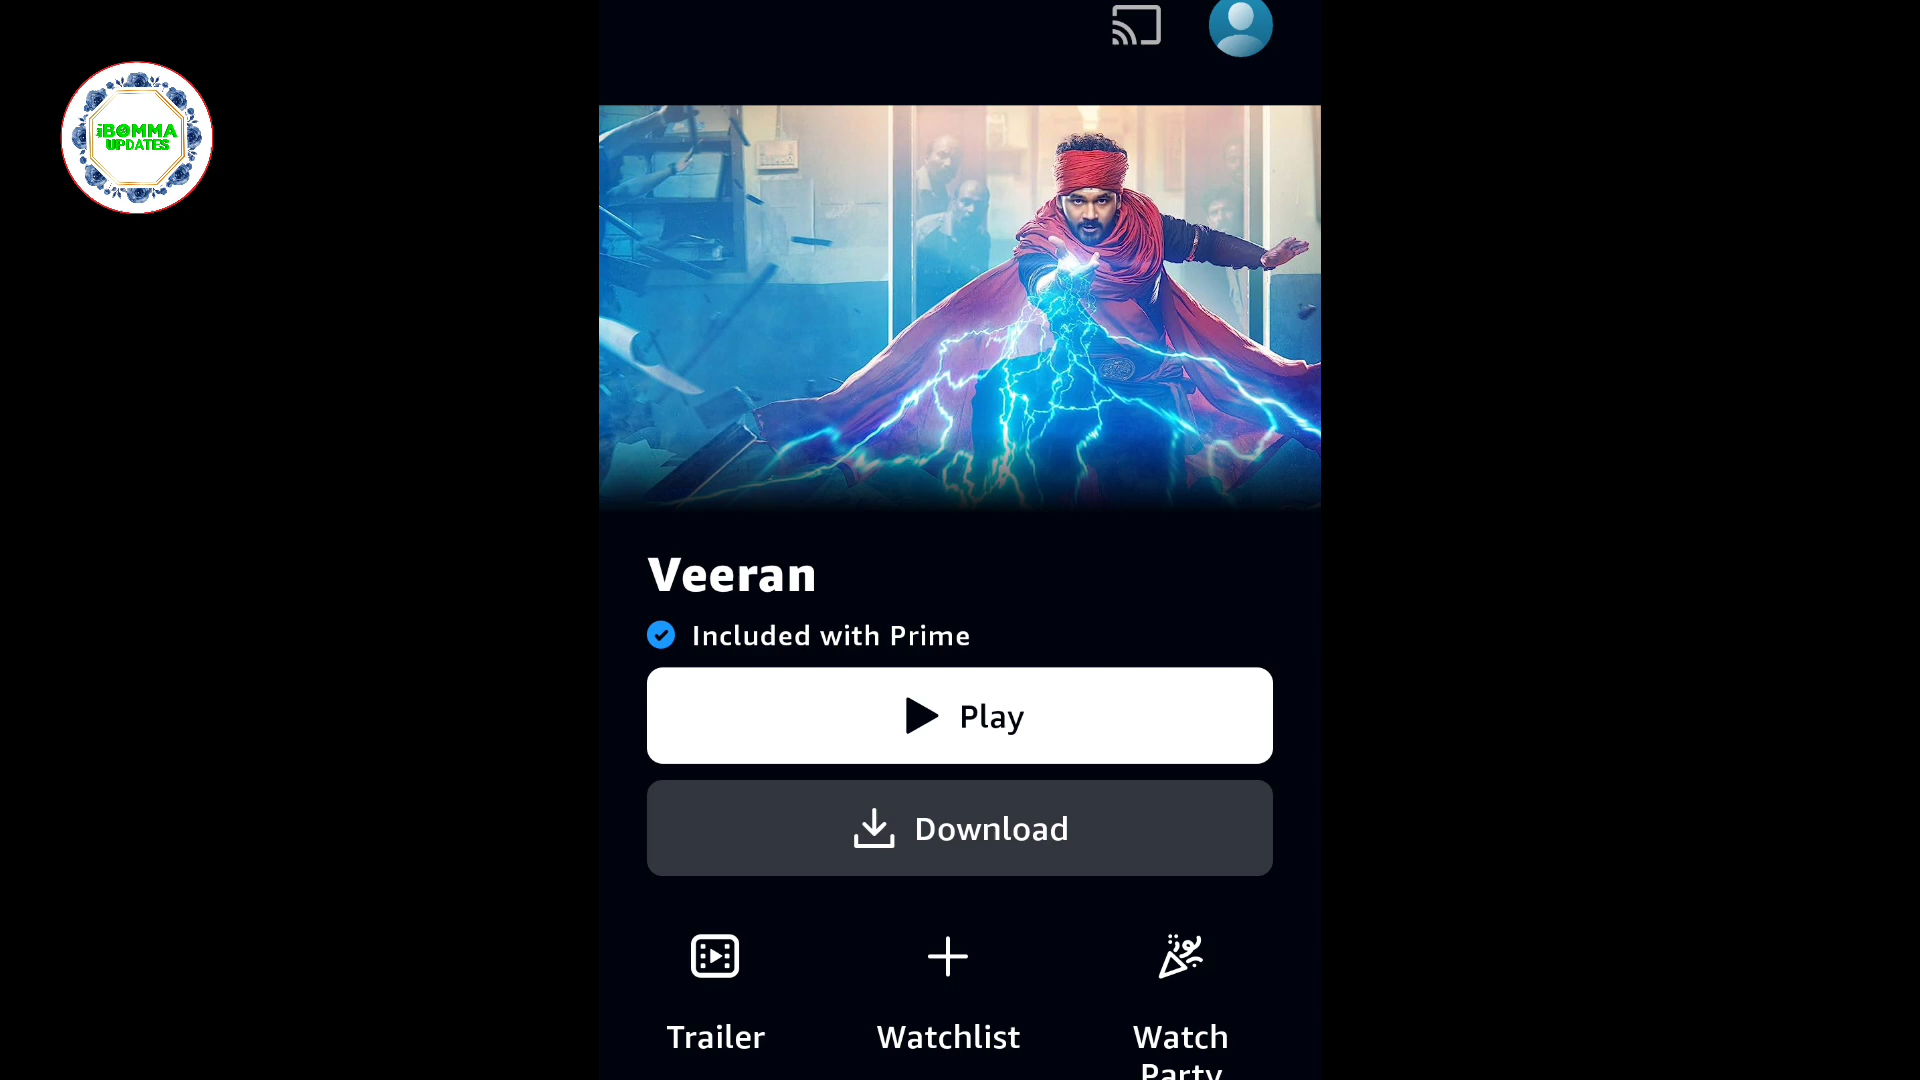 iBOMMA
UPDATES
Veeran
Included with Prime
Play
Download
Trailer
Watchlist
Watch
Party